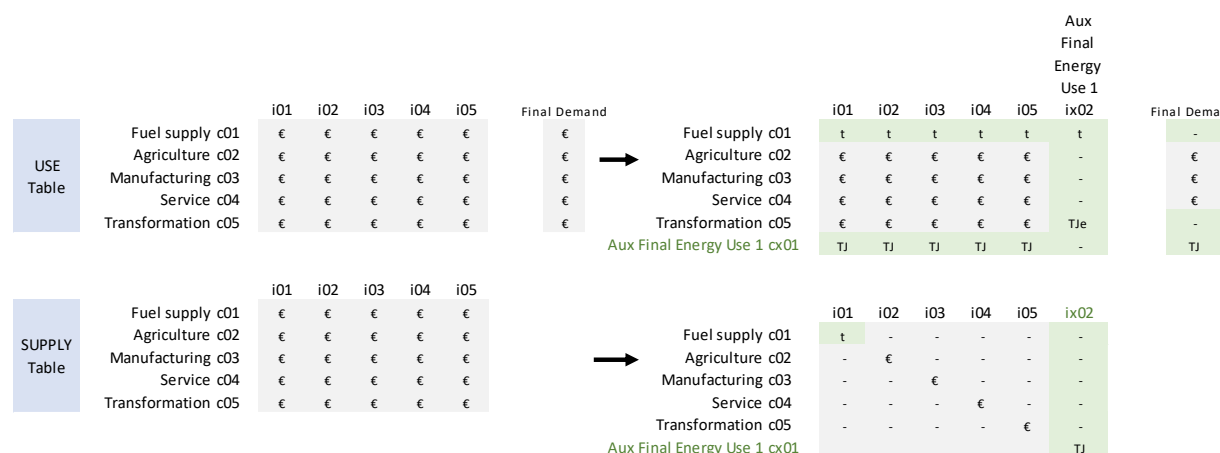 Aux
Final
Energy
Use 1
i01 i02 i03 i04 i05 Final Demand i01 i02 i03 i04 i05 ix02 Final Dema
Fuel supply c01 € € € € € € Fuel supply c01 t t t t t t -
Agriculture c02 € € € € € € Agriculture c02 € € € € € - €
USE
Table
Manufacturing c03 € € € € € € Manufacturing c03 € € € € € - €
Service c04 € € € € € € Service c04 € € € € € - €
Transformation c05 € € € € € € Transformation c05 € € € € € TJe -
Aux Final Energy Use 1 cx01 TJ TJ TJ TJ TJ - TJ
i01 i02 i03 i04 i05
Fuel supply c01 € € € € €
Agriculture c02 € € € € €
SUPPLY
Table
Manufacturing c03 € € € € €
Service c04 € € € € €
Transformation c05 € € € € €
i01 i02 i03 i04 i05 ix02
Fuel supply c01 t - - - - -
Agriculture c02 - € - - - -
Manufacturing c03 - - € - - -
Service c04 - - - € - -
Transformation c05 - - - - € -
Aux Final Energy Use 1 cx01 TJ